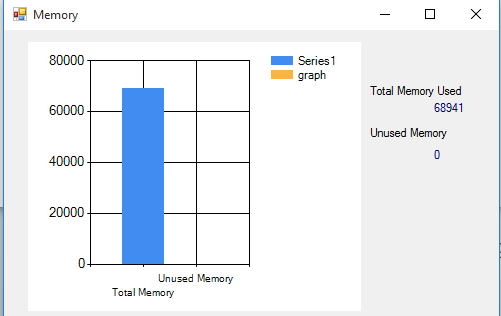 Memory
80000
60000
40000
20000
0
Unused Memory
Total Memory
Series1
graph
Total Memory Used
68941
Unused Memory
0